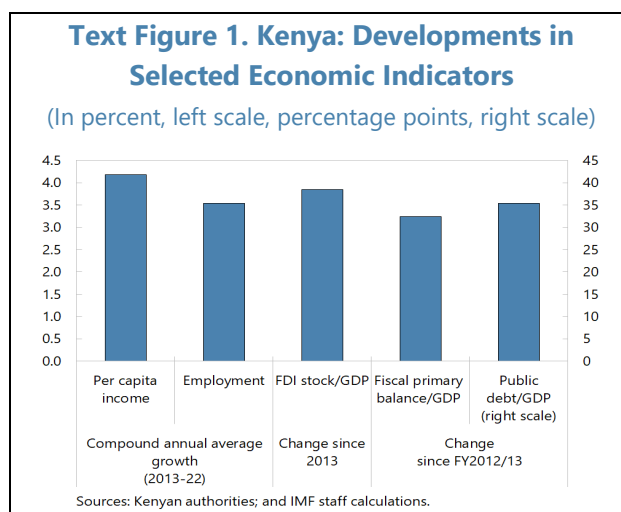 Text Figure 1. Kenya: Developments in
Selected Economic Indicators
(In percent, left scale, percentage points, right scale)
4.5 45
4.0 40
3.5 35
3.0 30
2.5 25
2.0 20
1.5 15
1.0 10
0.5 5
0.0 0
Per capita Employment FDI stock/GDP Fiscal primary Public
income balance/GDP debt/GDP
(right scale)
Compound annual average Change since Change
growth 2013 since FY2012/13
(2013-22)
Sources: Kenyan authorities; and IMF staff calculations.